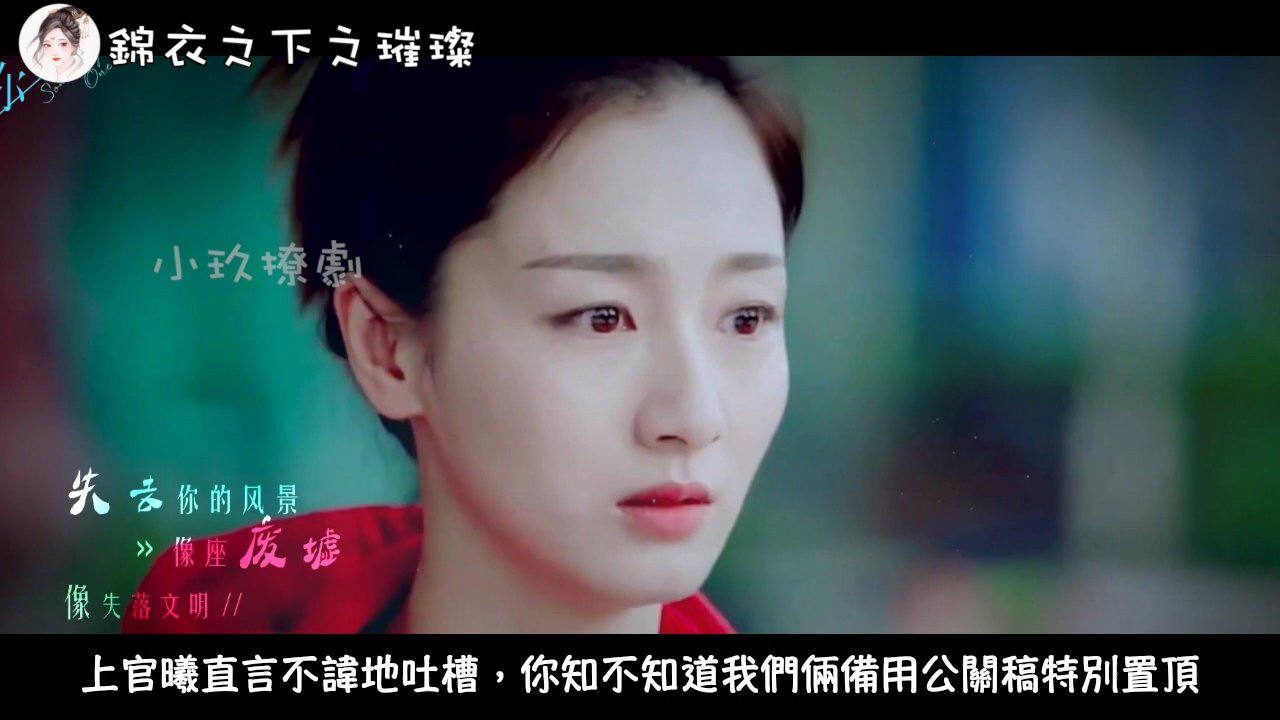 錦衣之下之璀璨
小玖撩劇
失去你的风景
» 像座废墟
像失落文明//
上官曦直言不諱地吐槽，你知不知道我們倆備用公關稿特別置頂